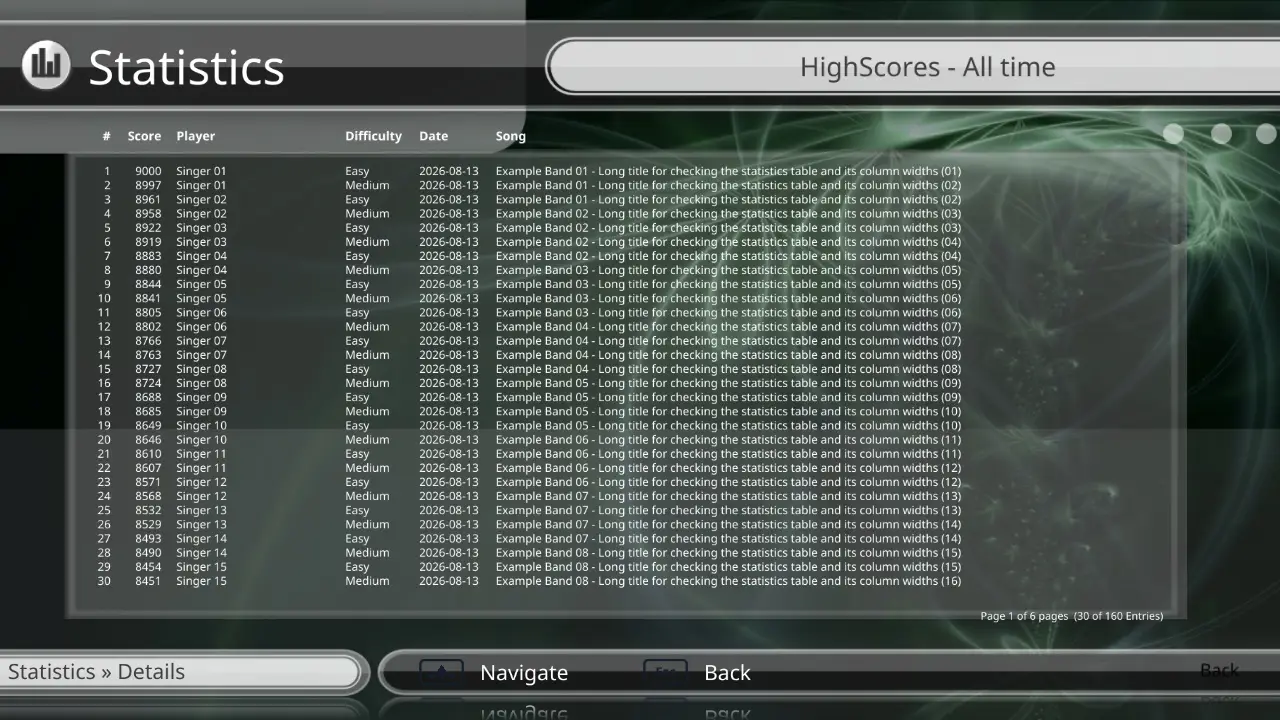 Statistics
HighScores - All time
# Score Player Difficulty Date Song
1 9000 Singer 01 Easy 2026-08-13 Example Band 01 - Long title for checking the statistics table and its column widths (01)
2 8997 Singer 01 Medium 2026-08-13 Example Band 01 - Long title for checking the statistics table and its column widths (02)
3 8961 Singer 02 Easy 2026-08-13 Example Band 01 - Long title for checking the statistics table and its column widths (02)
4 8958 Singer 02 Medium 2026-08-13 Example Band 02 - Long title for checking the statistics table and its column widths (03)
5 8922 Singer 03 Easy 2026-08-13 Example Band 02 - Long title for checking the statistics table and its column widths (03)
6 8919 Singer 03 Medium 2026-08-13 Example Band 02 - Long title for checking the statistics table and its column widths (04)
7 8883 Singer 04 Easy 2026-08-13 Example Band 02 - Long title for checking the statistics table and its column widths (04)
8 8880 Singer 04 Medium 2026-08-13 Example Band 03 - Long title for checking the statistics table and its column widths (05)
9 8844 Singer 05 Easy 2026-08-13 Example Band 03 - Long title for checking the statistics table and its column widths (05)
10 8841 Singer 05 Medium 2026-08-13 Example Band 03 - Long title for checking the statistics table and its column widths (06)
11 8805 Singer 06 Easy 2026-08-13 Example Band 03 - Long title for checking the statistics table and its column widths (06)
12 8802 Singer 06 Medium 2026-08-13 Example Band 04 - Long title for checking the statistics table and its column widths (07)
13 8766 Singer 07 Easy 2026-08-13 Example Band 04 - Long title for checking the statistics table and its column widths (07)
14 8763 Singer 07 Medium 2026-08-13 Example Band 04 - Long title for checking the statistics table and its column widths (08)
15 8727 Singer 08 Easy 2026-08-13 Example Band 04 - Long title for checking the statistics table and its column widths (08)
16 8724 Singer 08 Medium 2026-08-13 Example Band 05 - Long title for checking the statistics table and its column widths (09)
17 8688 Singer 09 Easy 2026-08-13 Example Band 05 - Long title for checking the statistics table and its column widths (09)
18 8685 Singer 09 Medium 2026-08-13 Example Band 05 - Long title for checking the statistics table and its column widths (10)
19 8649 Singer 10 Easy 2026-08-13 Example Band 05 - Long title for checking the statistics table and its column widths (10)
20 8646 Singer 10 Medium 2026-08-13 Example Band 06 - Long title for checking the statistics table and its column widths (11)
21 8610 Singer 11 Easy 2026-08-13 Example Band 06 - Long title for checking the statistics table and its column widths (11)
22 8607 Singer 11 Medium 2026-08-13 Example Band 06 - Long title for checking the statistics table and its column widths (12)
23 8571 Singer 12 Easy 2026-08-13 Example Band 06 - Long title for checking the statistics table and its column widths (12)
24 8568 Singer 12 Medium 2026-08-13 Example Band 07 - Long title for checking the statistics table and its column widths (13)
25 8532 Singer 13 Easy 2026-08-13 Example Band 07 - Long title for checking the statistics table and its column widths (13)
26 8529 Singer 13 Medium 2026-08-13 Example Band 07 - Long title for checking the statistics table and its column widths (14)
27 8493 Singer 14 Easy 2026-08-13 Example Band 07 - Long title for checking the statistics table and its column widths (14)
28 8490 Singer 14 Medium 2026-08-13 Example Band 08 - Long title for checking the statistics table and its column widths (15)
29 8454 Singer 15 Easy 2026-08-13 Example Band 08 - Long title for checking the statistics table and its column widths (15)
30 8451 Singer 15 Medium 2026-08-13 Example Band 08 - Long title for checking the statistics table and its column widths (16)
Page 1 of 6 pages (30 of 160 Entries)
Statistics » Details
Navigate Esc Back Back